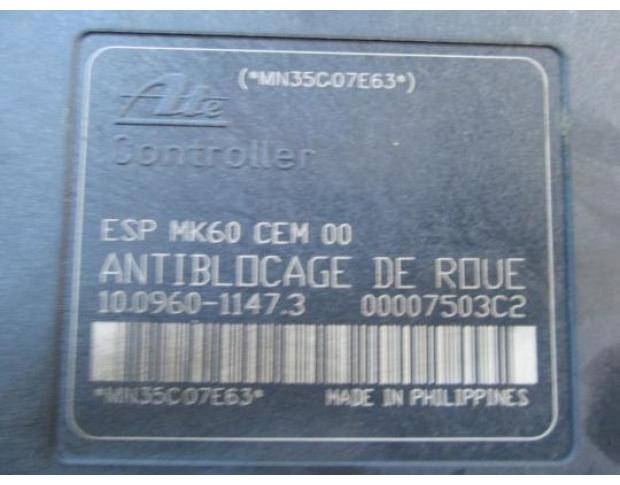 (*MN35C07E63*)
Ate
Controller
ESP MK60 CEM 00
ANTIBLOCAGE DE ROUE
10.0960-1147.3 00007503C2
*MN35C07E63* MADE IN PHILIPPINES